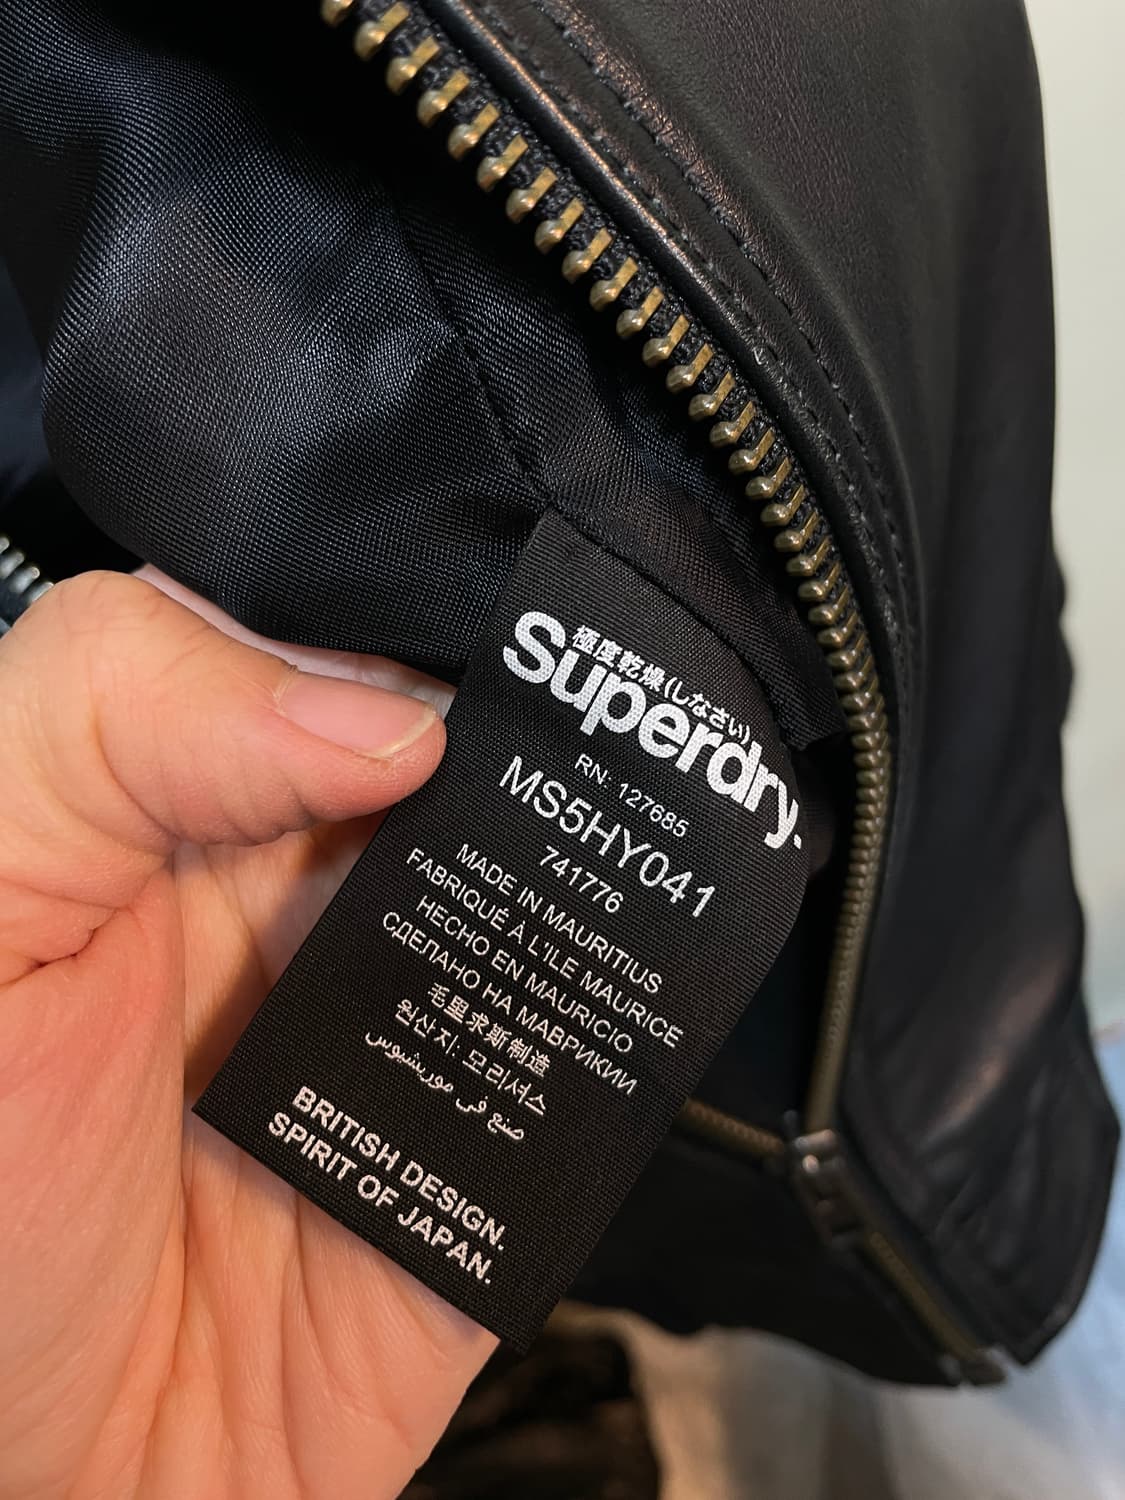 極度乾燥(しなさい)
Superdry.
RN: 127685
MS5HY041
741776
MADE IN MAURITIUS
FABRIQUÉ À L'ILE MAURICE
HECHO EN MAURICIO
СДЕЛАНО НА МАВРИКИИ
毛里求斯制造
원산지: 모리셔스
صنع في موريشيوس
BRITISH DESIGN.
SPIRIT OF JAPAN.